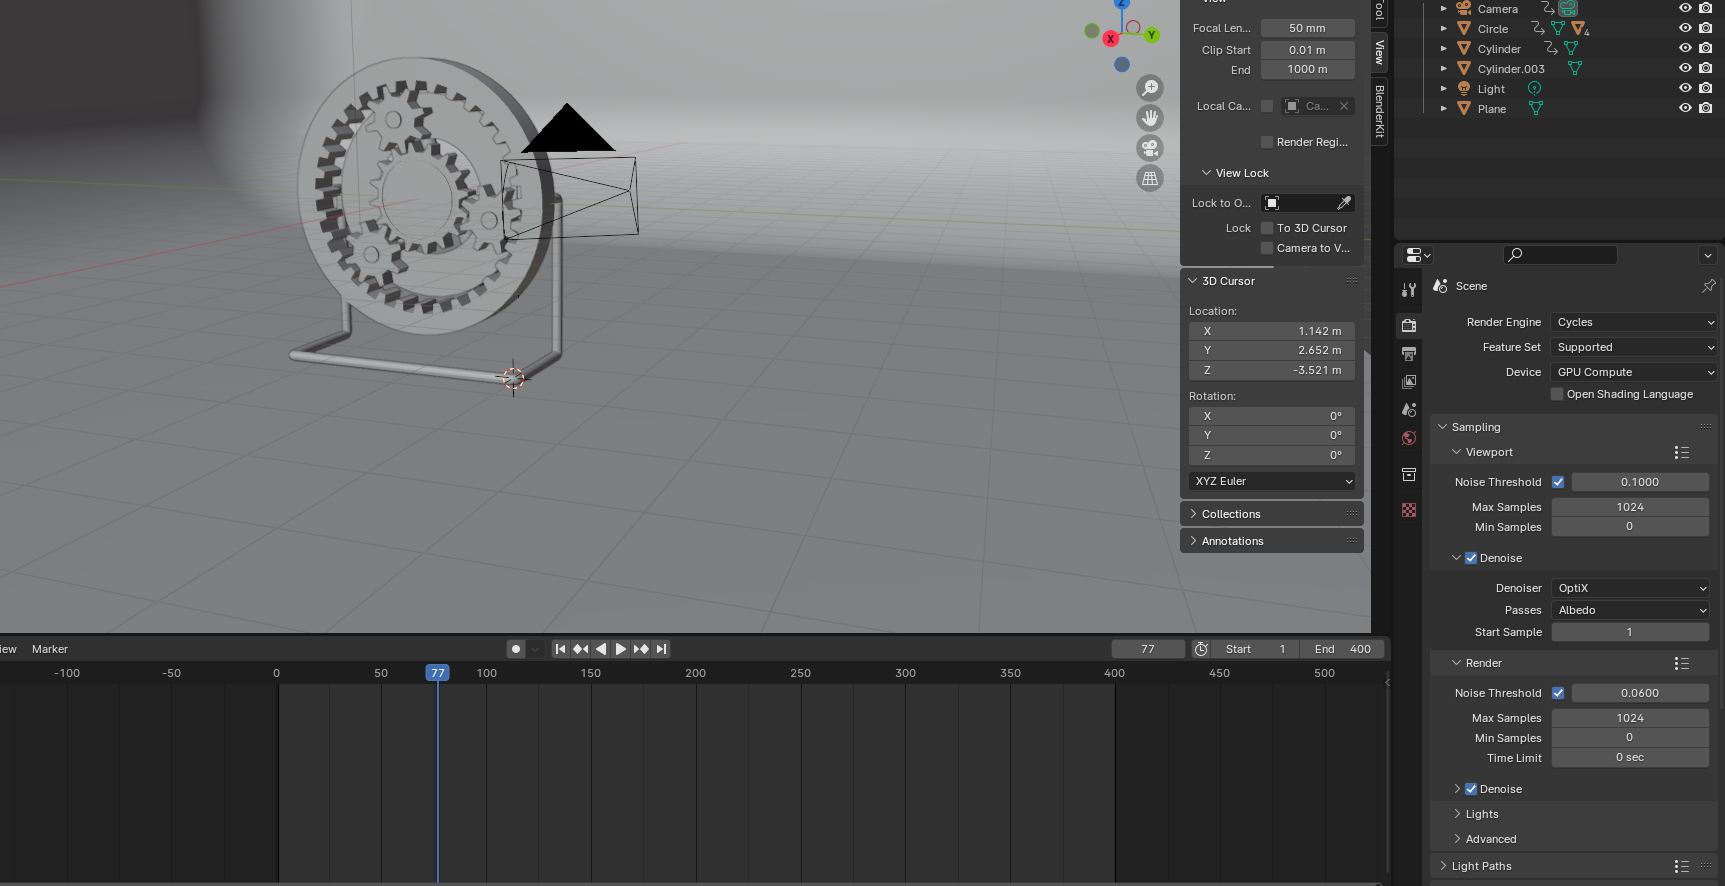 View
Focal Len... 50 mm
Clip Start 0.01 m
End 1000 m
Local Ca... Ca...
Render Regi...
View Lock
Lock to O...
Lock To 3D Cursor
Camera to V...
3D Cursor
Location:
X 1.142 m
Y 2.652 m
Z -3.521 m
Rotation:
X 0°
Y 0°
Z 0°
XYZ Euler
Collections
Annotations
Tool
View
BlenderKit
Z
X
Y
Camera
Circle 4
Cylinder
Cylinder.003
Light
Plane
Scene
Render Engine Cycles
Feature Set Supported
Device GPU Compute
Open Shading Language
Sampling
Viewport
Noise Threshold 0.1000
Max Samples 1024
Min Samples 0
Denoise
Denoiser OptiX
Passes Albedo
Start Sample 1
Render
Noise Threshold 0.0600
Max Samples 1024
Min Samples 0
Time Limit 0 sec
Denoise
Lights
Advanced
Light Paths
iew Marker 77 Start 1 End 400
-100 -50 0 50 77 100 150 200 250 300 350 400 450 500